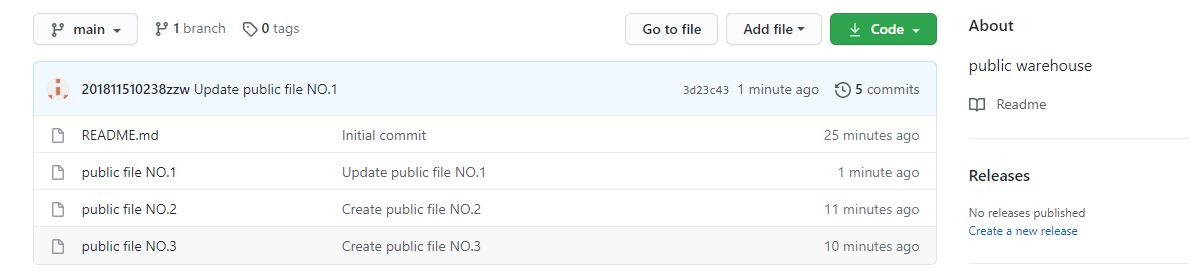 main 1 branch 0 tags Go to file Add file Code
201811510238zzw Update public file NO.1 3d23c43 1 minute ago 5 commits
README.md Initial commit 25 minutes ago
public file NO.1 Update public file NO.1 1 minute ago
public file NO.2 Create public file NO.2 11 minutes ago
public file NO.3 Create public file NO.3 10 minutes ago
About
public warehouse
Readme
Releases
No releases published
Create a new release